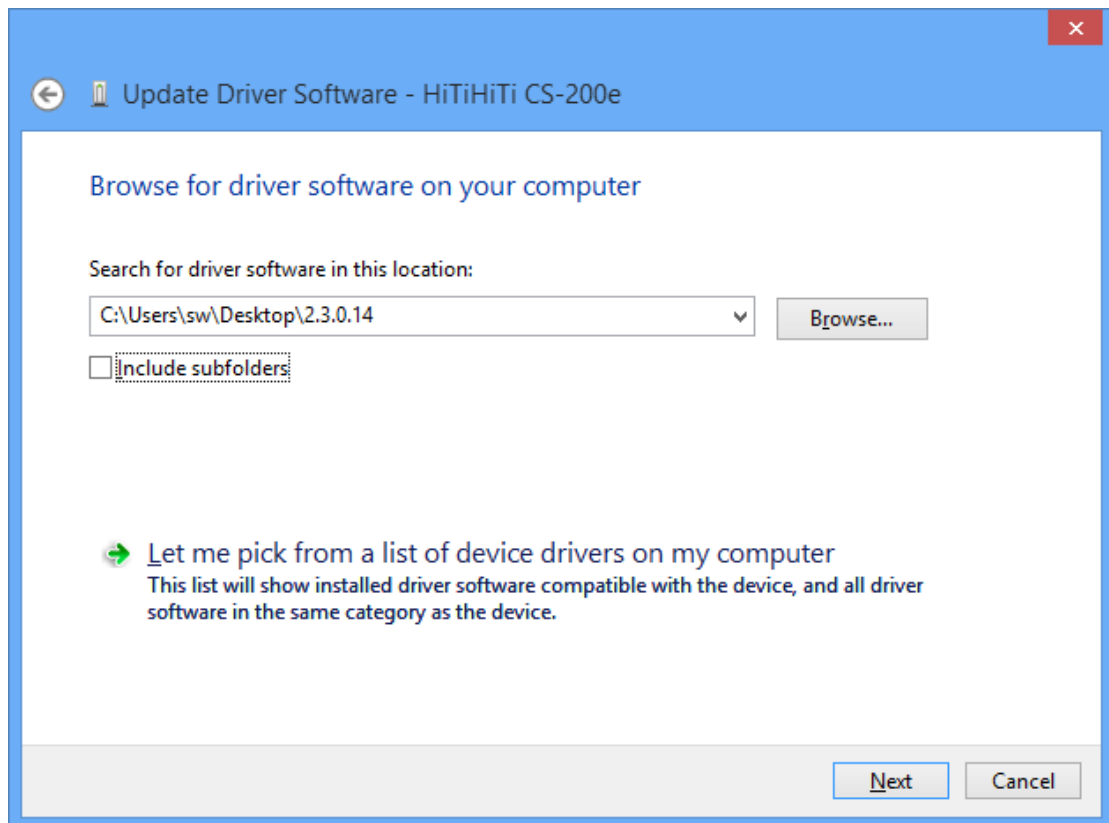 Update Driver Software - HiTiHiTi CS-200e
Browse for driver software on your computer
Search for driver software in this location:
C:\Users\sw\Desktop\2.3.0.14
Browse...
Include subfolders
Let me pick from a list of device drivers on my computer
This list will show installed driver software compatible with the device, and all driver
software in the same category as the device.
Next
Cancel